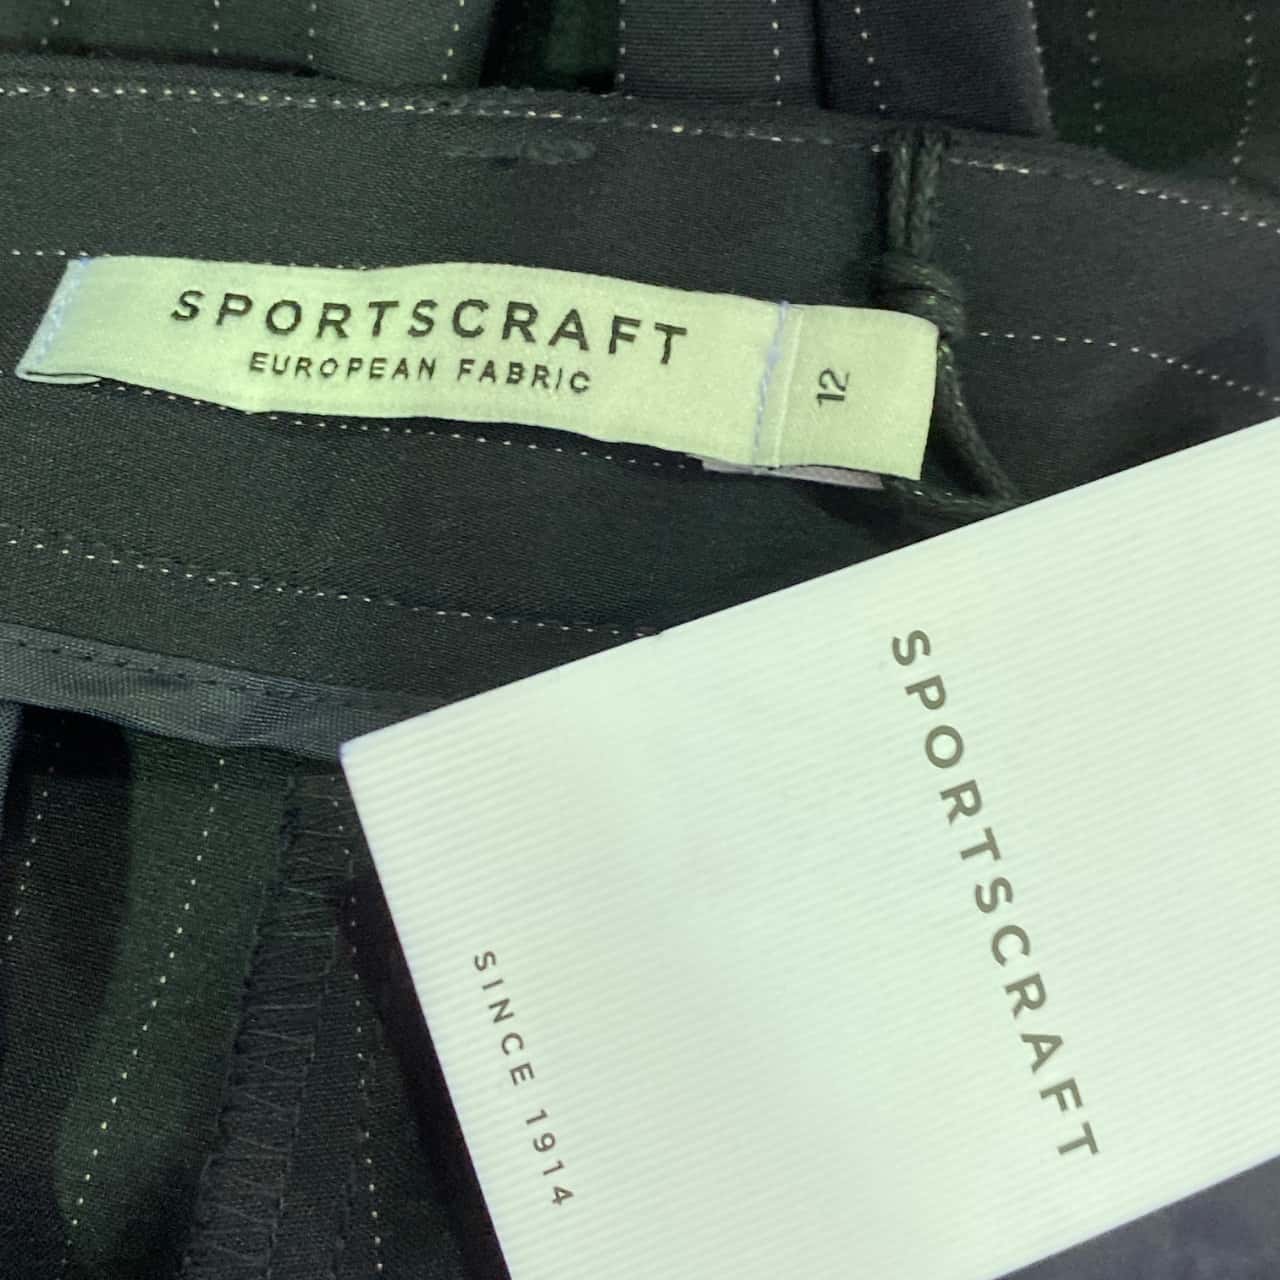 SPORTSCRAFT
EUROPEAN FABRIC
12
SPORTSCRAFT
SINCE 1914